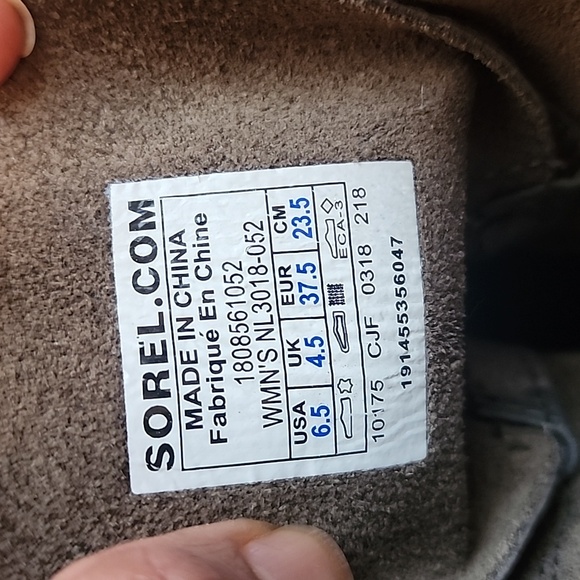 SOREL.COM
MADE IN CHINA
Fabriqué En Chine
1808561052
WMN'S NL3018-052
USA UK EUR CM
6.5 4.5 37.5 23.5
ECA-3
10175 CJF 0318 218
191455356047